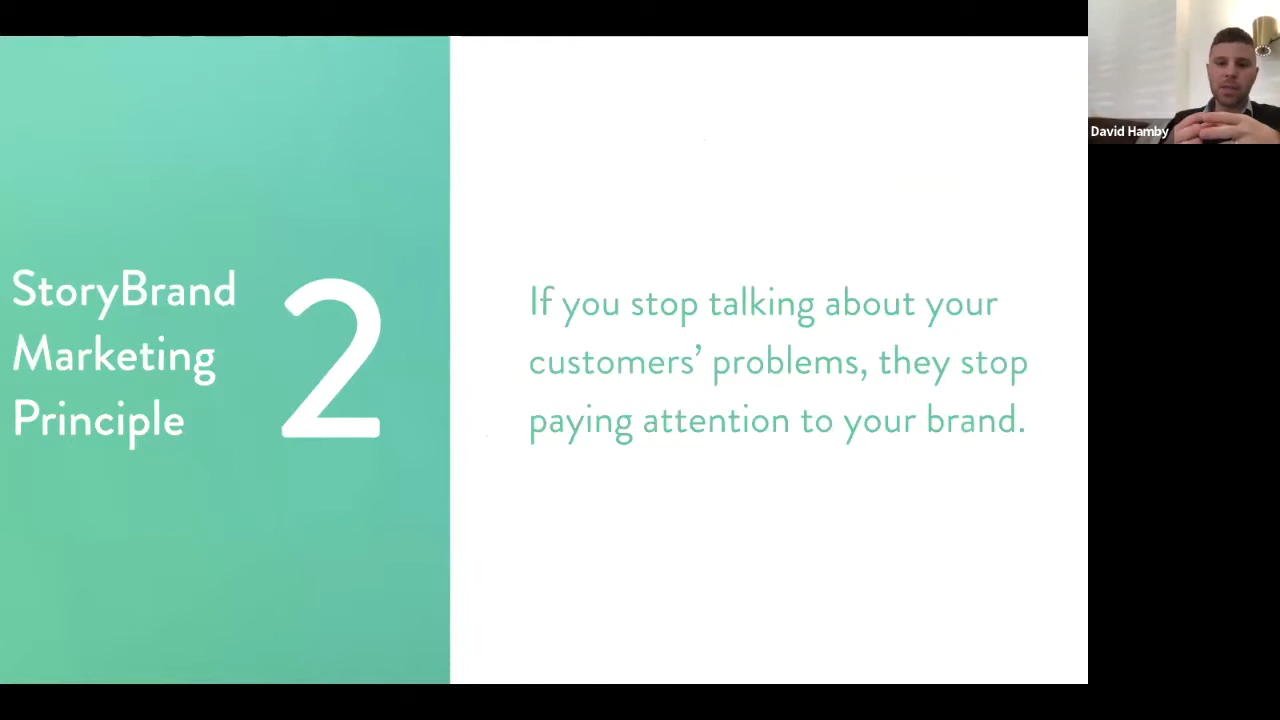 StoryBrand
Marketing
Principle
2
If you stop talking about your
customers’ problems, they stop
paying attention to your brand.
David Hamby